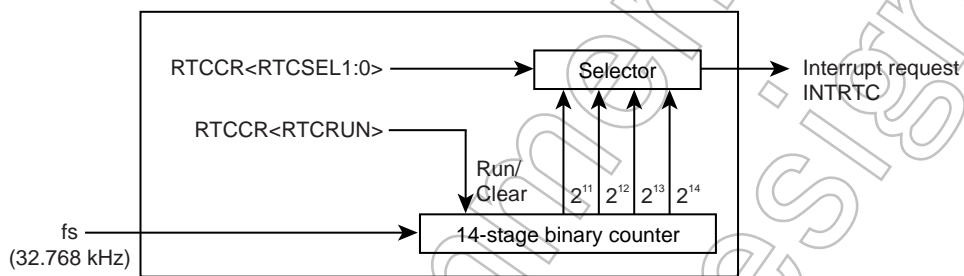 RTCCR<RTCSEL1:0>
Selector
Interrupt request
INTRTC
RTCCR<RTCRUN>
Run/
Clear
2¹¹ 2¹² 2¹³ 2¹⁴
fs
(32.768 kHz)
14-stage binary counter